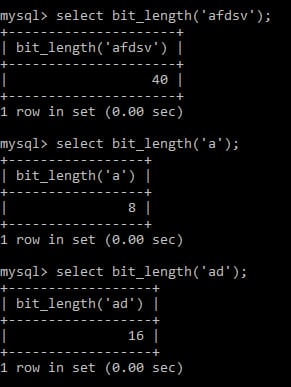 mysql> select bit_length('afdsv');
+---------------------+
| bit_length('afdsv') |
+---------------------+
|                  40 |
+---------------------+
1 row in set (0.00 sec)
mysql> select bit_length('a');
+-----------------+
| bit_length('a') |
+-----------------+
|               8 |
+-----------------+
1 row in set (0.00 sec)
mysql> select bit_length('ad');
+------------------+
| bit_length('ad') |
+------------------+
|               16 |
+------------------+
1 row in set (0.00 sec)